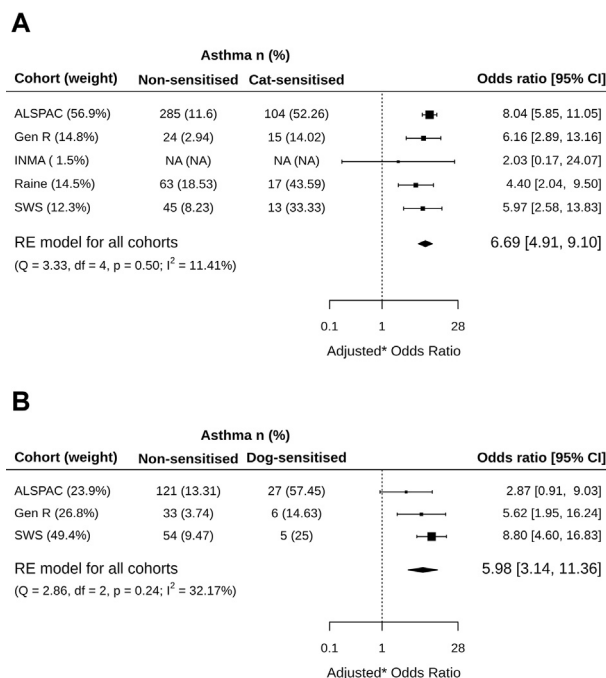 A
Asthma n (%)
Cohort (weight) Non-sensitised Cat-sensitised Odds ratio [95% CI]
ALSPAC (56.9%) 285 (11.6) 104 (52.26) 8.04 [5.85, 11.05]
Gen R (14.8%) 24 (2.94) 15 (14.02) 6.16 [2.89, 13.16]
INMA ( 1.5%) NA (NA) NA (NA) 2.03 [0.17, 24.07]
Raine (14.5%) 63 (18.53) 17 (43.59) 4.40 [2.04, 9.50]
SWS (12.3%) 45 (8.23) 13 (33.33) 5.97 [2.58, 13.83]
RE model for all cohorts 6.69 [4.91, 9.10]
(Q = 3.33, df = 4, p = 0.50; I² = 11.41%)
0.1 1 28
Adjusted* Odds Ratio
B
Asthma n (%)
Cohort (weight) Non-sensitised Dog-sensitised Odds ratio [95% CI]
ALSPAC (23.9%) 121 (13.31) 27 (57.45) 2.87 [0.91, 9.03]
Gen R (26.8%) 33 (3.74) 6 (14.63) 5.62 [1.95, 16.24]
SWS (49.4%) 54 (9.47) 5 (25) 8.80 [4.60, 16.83]
RE model for all cohorts 5.98 [3.14, 11.36]
(Q = 2.86, df = 2, p = 0.24; I² = 32.17%)
0.1 1 28
Adjusted* Odds Ratio